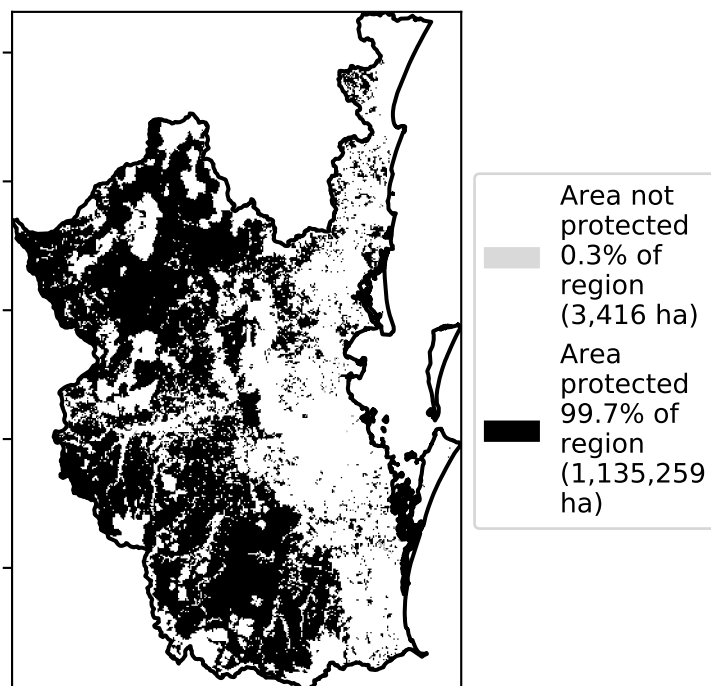 Area not
protected
0.3% of
region
(3,416 ha)
Area
protected
99.7% of
region
(1,135,259
ha)